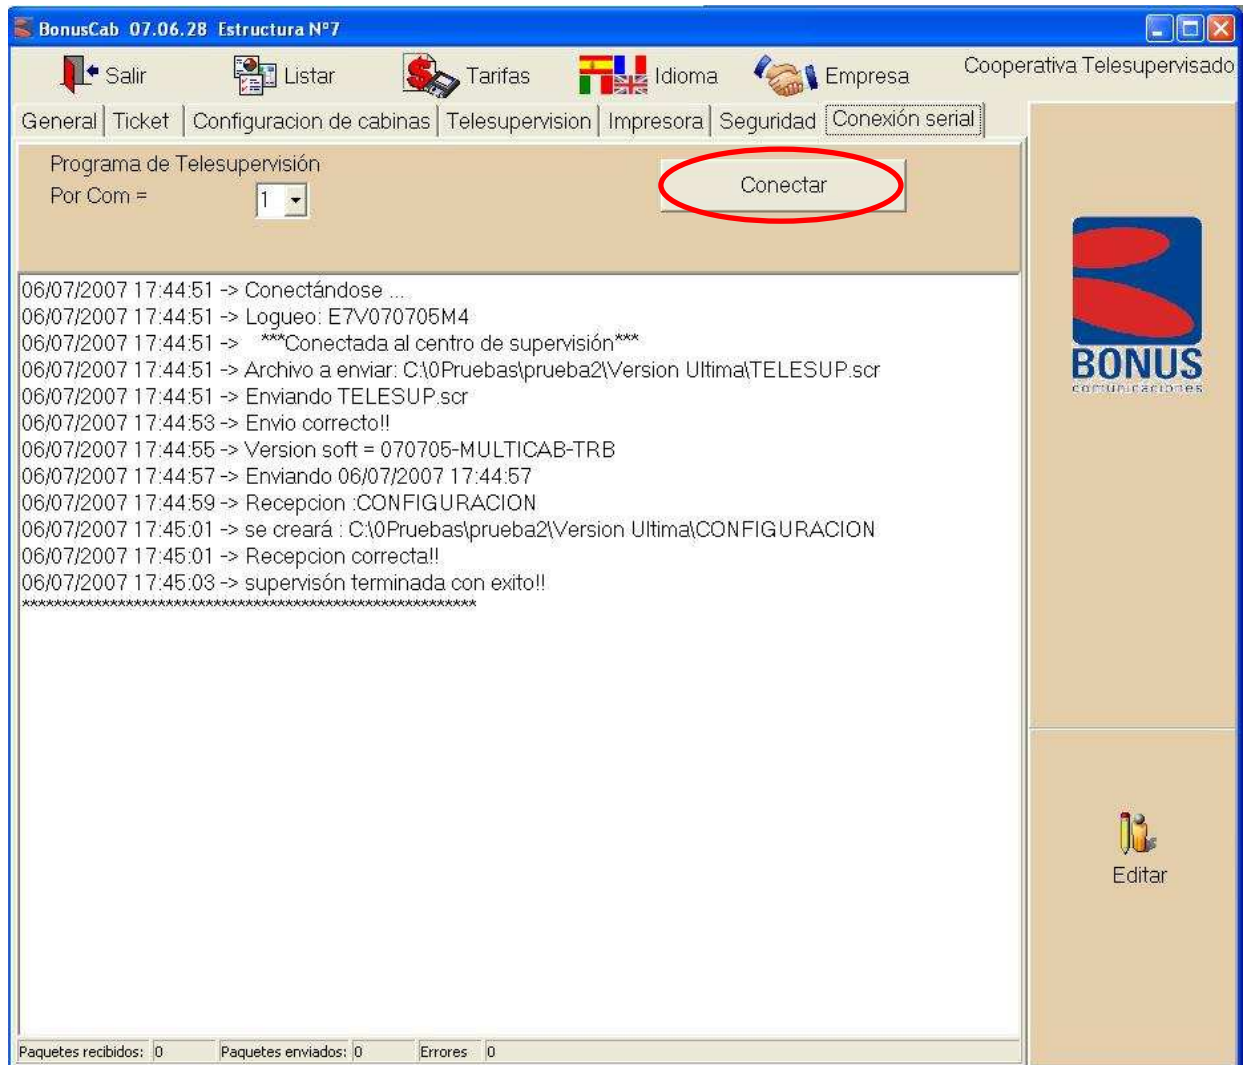 BonusCab 07.06.28 Estructura Nº7
Salir Listar Tarifas Idioma Empresa Cooperativa Telesupervisado
General Ticket Configuracion de cabinas Telesupervision Impresora Seguridad Conexión serial
Programa de Telesupervisión
Por Com = 1
Conectar
06/07/2007 17:44:51 -> Conectándose ...
06/07/2007 17:44:51 -> Logueo: E7V070705M4
06/07/2007 17:44:51 -> ***Conectada al centro de supervisión***
06/07/2007 17:44:51 -> Archivo a enviar: C:\0Pruebas\prueba2\Version Ultima\TELESUP.scr
06/07/2007 17:44:51 -> Enviando TELESUP.scr
06/07/2007 17:44:53 -> Envio correcto!!
06/07/2007 17:44:55 -> Version soft = 070705-MULTICAB-TRB
06/07/2007 17:44:57 -> Enviando 06/07/2007 17:44:57
06/07/2007 17:44:59 -> Recepcion :CONFIGURACION
06/07/2007 17:45:01 -> se creará : C:\0Pruebas\prueba2\Version Ultima\CONFIGURACION
06/07/2007 17:45:01 -> Recepcion correcta!!
06/07/2007 17:45:03 -> supervisón terminada con exito!!
*********************************************************
BONUS
comunicaciones
Editar
Paquetes recibidos: 0 Paquetes enviados: 0 Errores 0